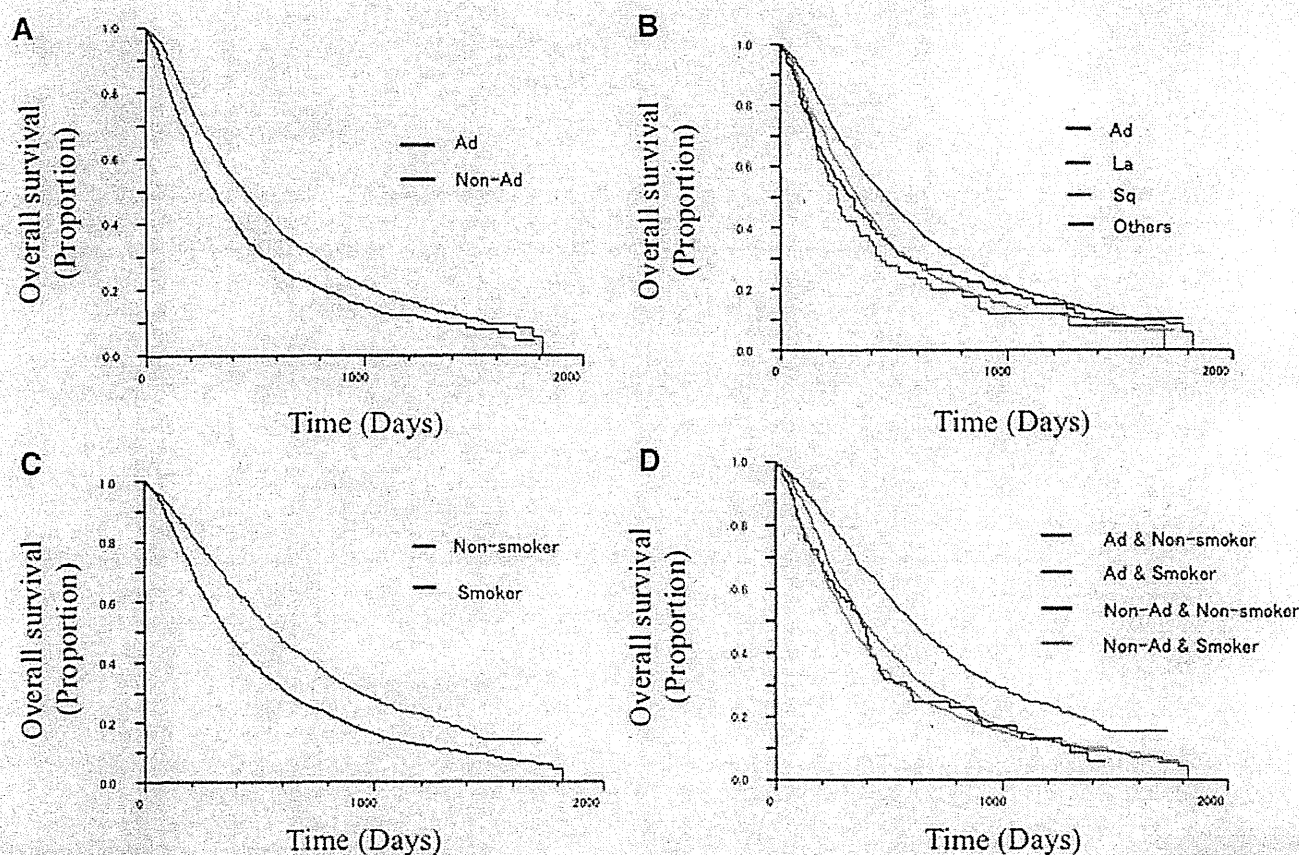 A
Overall survival
(Proportion)
1.0
0.8
0.6
0.4
0.2
0.0
0
1000
2000
Time (Days)
Ad
Non-Ad
B
Overall survival
(Proportion)
1.0
0.8
0.6
0.4
0.2
0.0
0
1000
2000
Time (Days)
Ad
La
Sq
Others
C
Overall survival
(Proportion)
1.0
0.8
0.6
0.4
0.2
0.0
0
1000
2000
Time (Days)
Non-smoker
Smoker
D
Overall survival
(Proportion)
1.0
0.8
0.6
0.4
0.2
0.0
0
1000
2000
Time (Days)
Ad & Non-smoker
Ad & Smoker
Non-Ad & Non-smoker
Non-Ad & Smoker